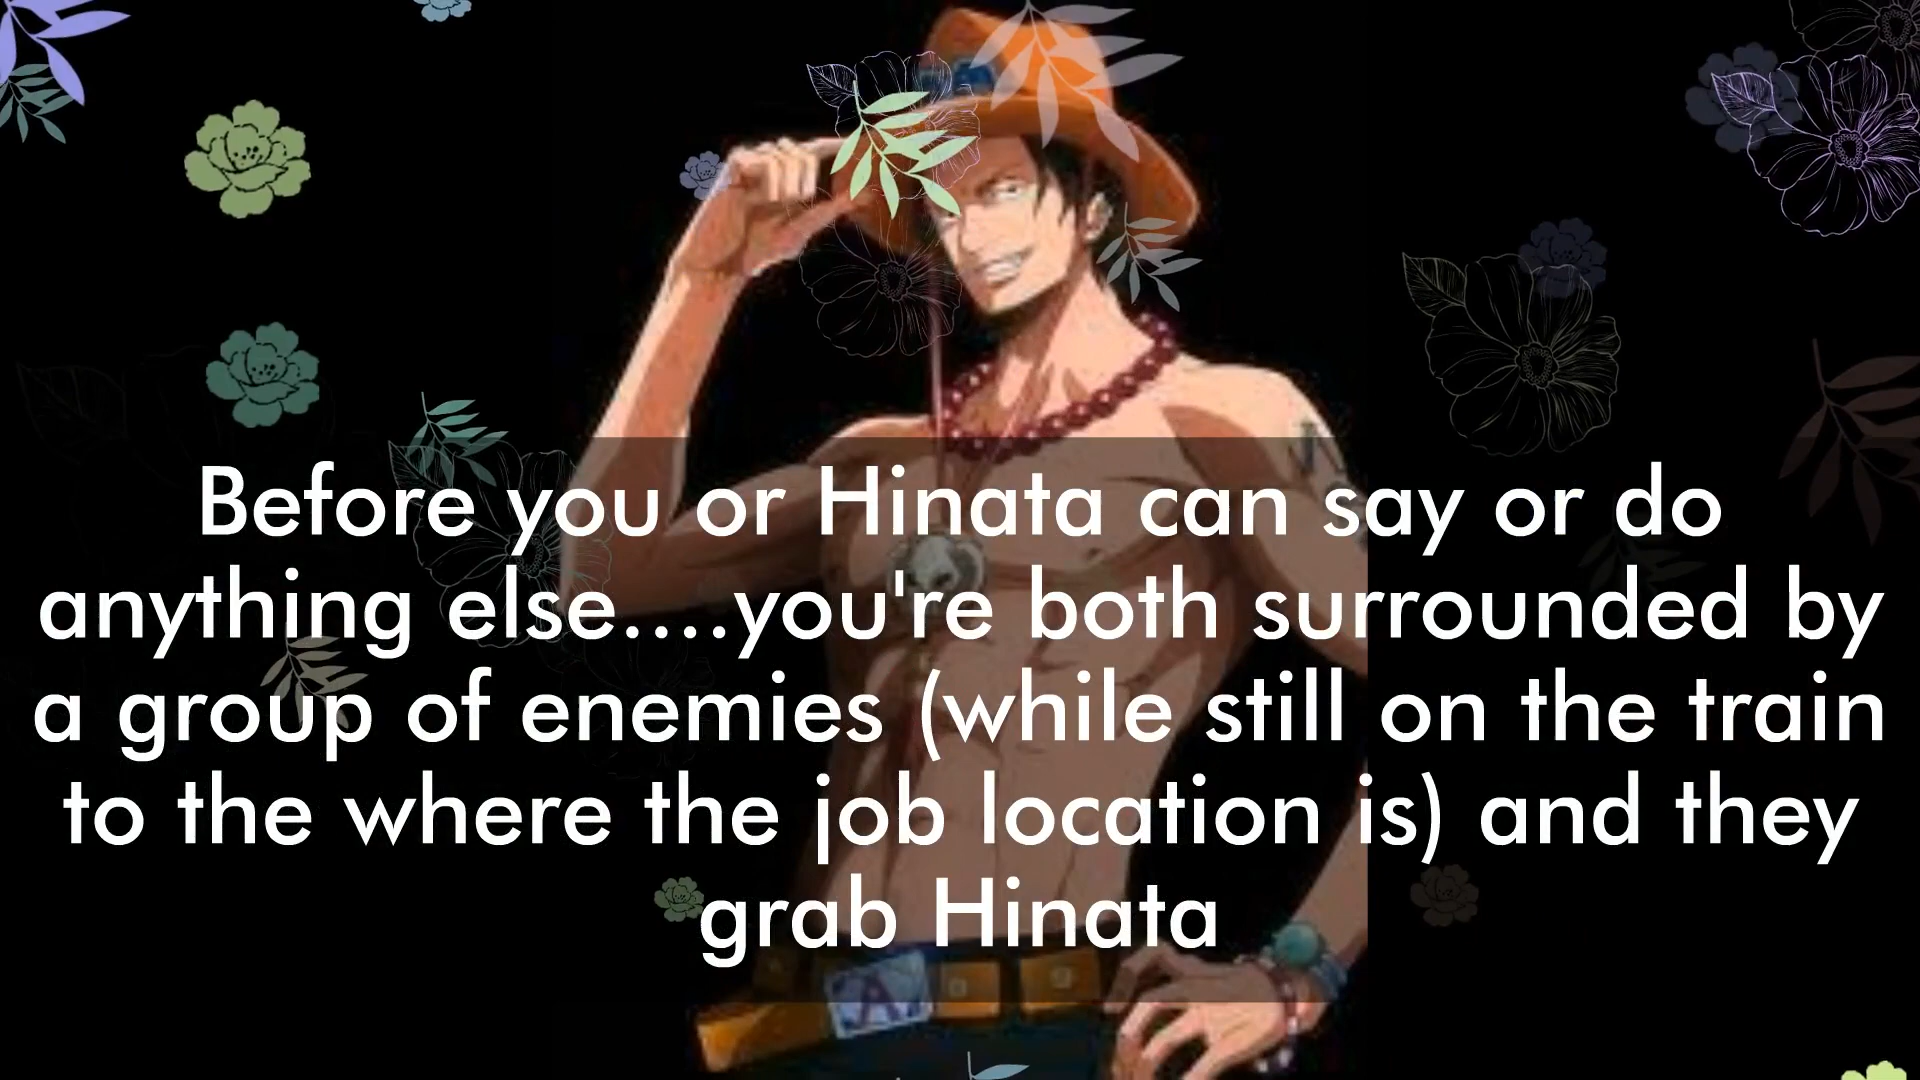 Before you or Hinata can say or do
anything else....you're both surrounded by
a group of enemies (while still on the train
to the where the job location is) and they
grab Hinata
A